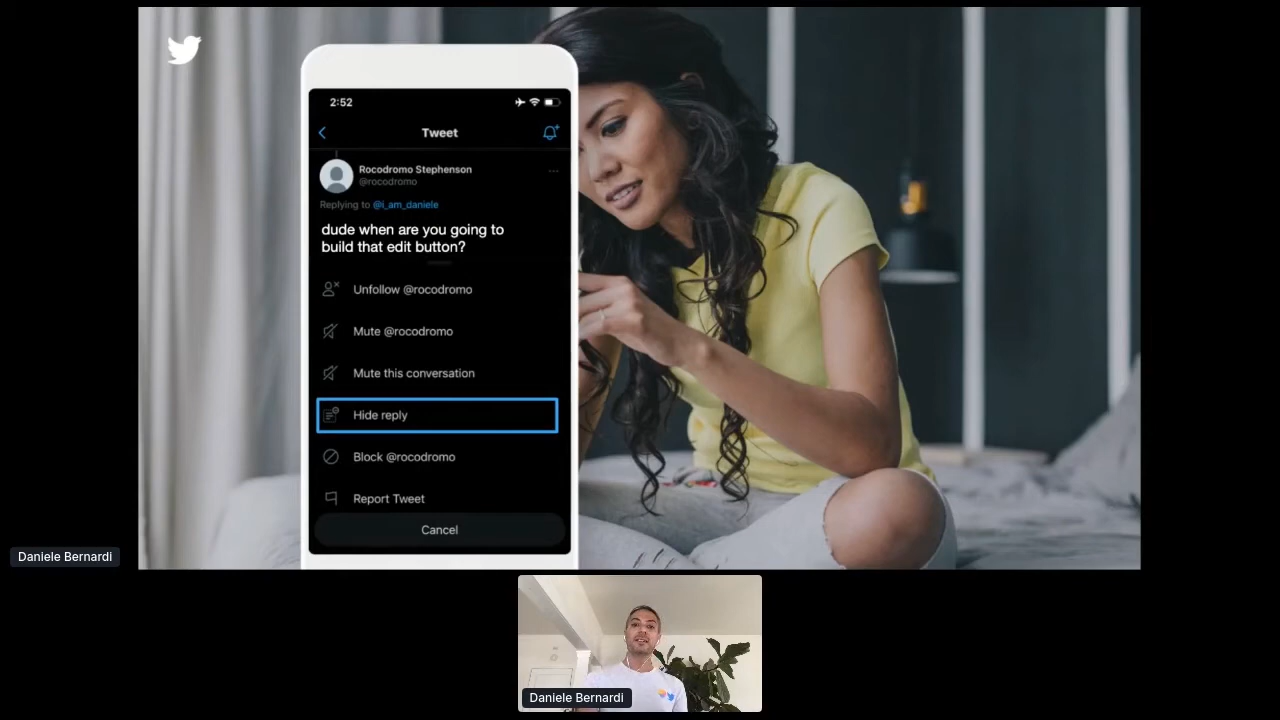 2:52
Tweet
Rocodromo Stephenson
@rocodromo
Replying to @i_am_daniele
dude when are you going to
build that edit button?
Unfollow @rocodromo
Mute @rocodromo
Mute this conversation
Hide reply
Block @rocodromo
Report Tweet
Cancel
Daniele Bernardi
Daniele Bernardi